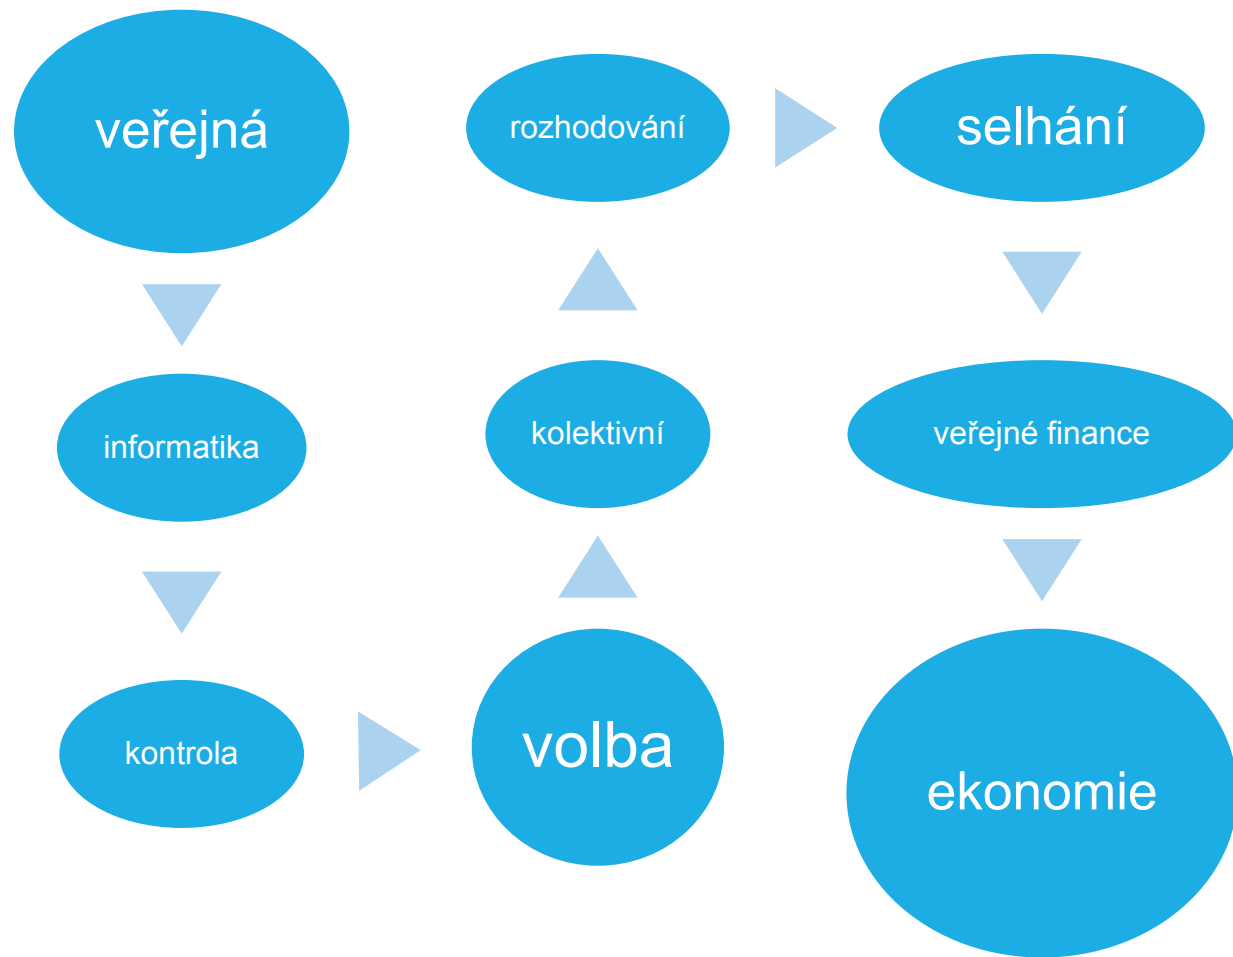 veřejná
informatika
kontrola
volba
kolektivní
rozhodování
selhání
veřejné finance
ekonomie